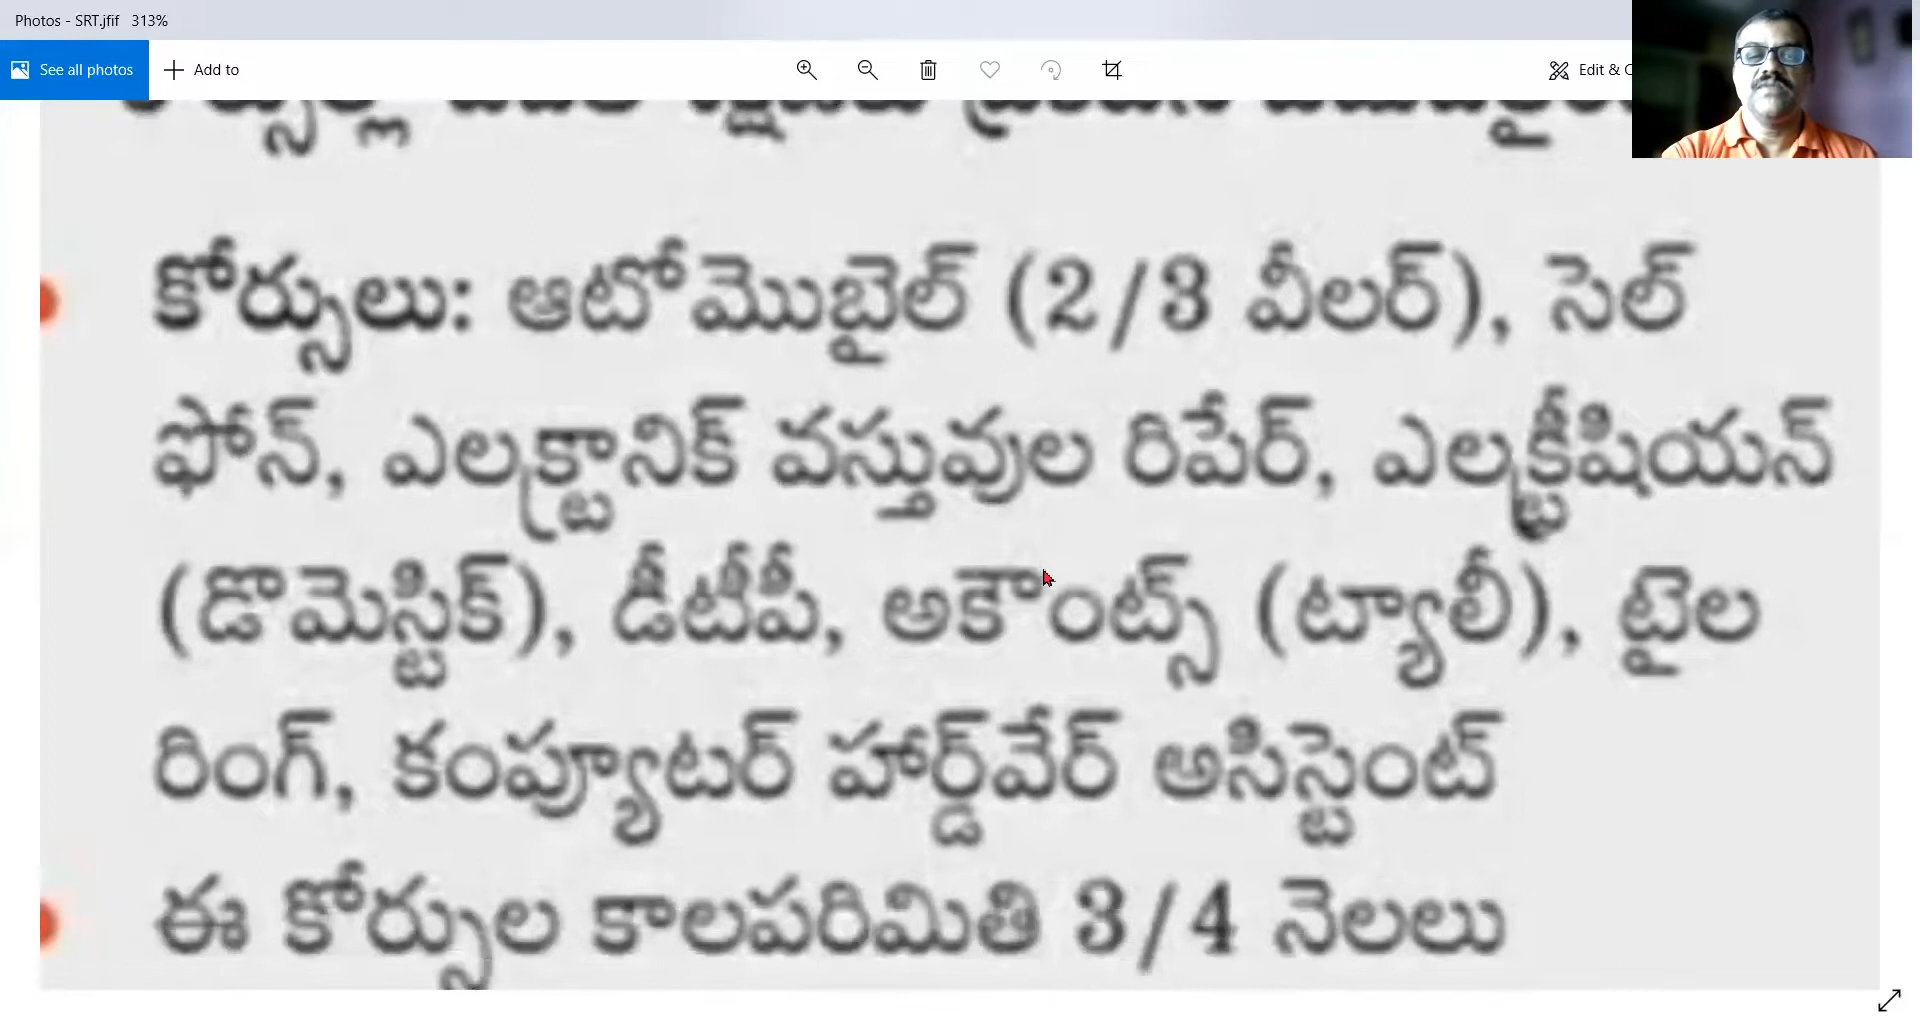 Photos - SRT.jfif 313%
See all photos
Add to
Edit & C
కోర్సులు: ఆటోమొబైల్ (2/3 వీలర్), సెల్
ఫోన్, ఎలక్ట్రానిక్ వస్తువుల రిపేర్, ఎలక్ట్రీషియన్
(డొమెస్టిక్), డీటీపీ, అకౌంట్స్ (ట్యాలీ), టైల
రింగ్, కంప్యూటర్ హార్డ్‌వేర్ అసిస్టెంట్
ఈ కోర్సుల కాలపరిమితి 3/4 నెలలు